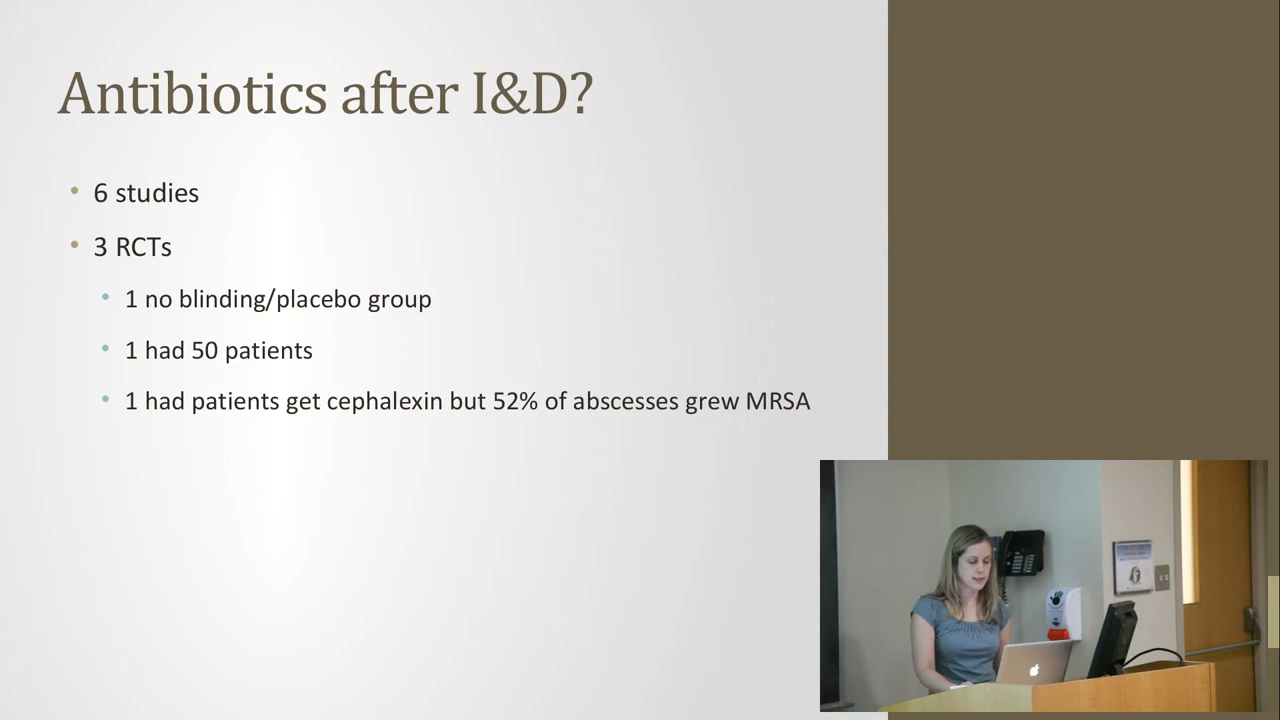 Antibiotics after I&D?
6 studies
3 RCTs
1 no blinding/placebo group
1 had 50 patients
1 had patients get cephalexin but 52% of abscesses grew MRSA